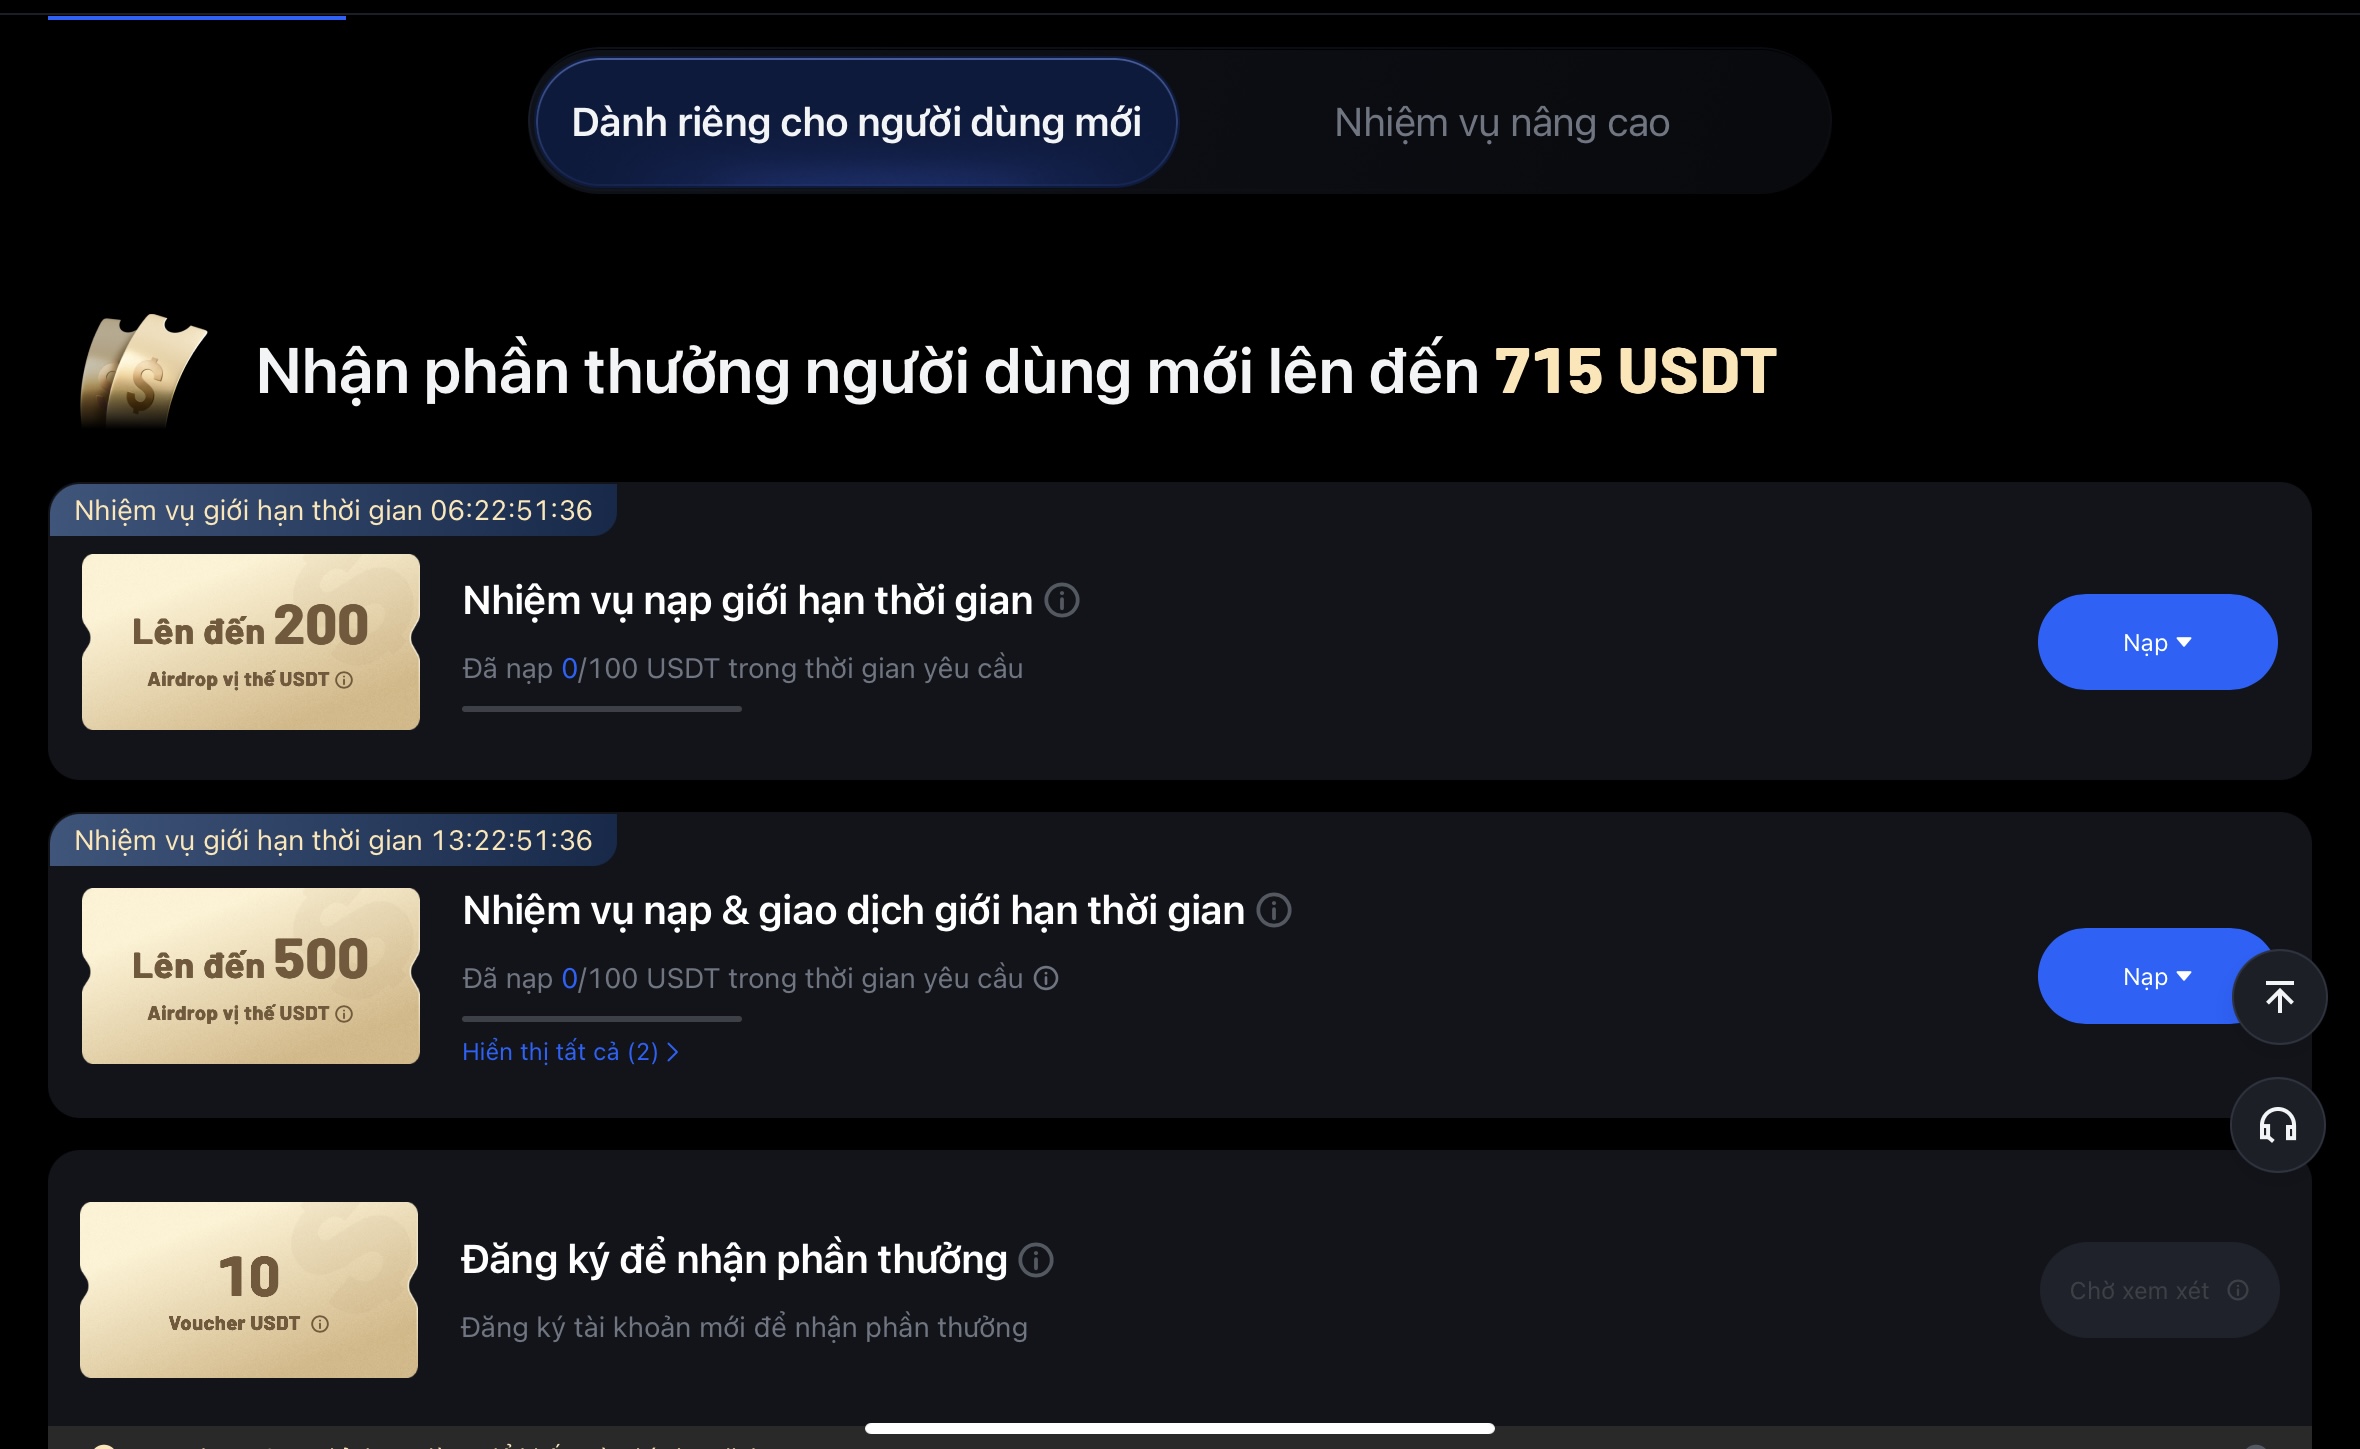 Dành riêng cho người dùng mới
Nhiệm vụ nâng cao
Nhận phần thưởng người dùng mới lên đến 715 USDT
Nhiệm vụ giới hạn thời gian 06:22:51:36
Lên đến 200
Airdrop vị thế USDT
Nhiệm vụ nạp giới hạn thời gian
Đã nạp 0/100 USDT trong thời gian yêu cầu
Nạp
Nhiệm vụ giới hạn thời gian 13:22:51:36
Lên đến 500
Airdrop vị thế USDT
Nhiệm vụ nạp & giao dịch giới hạn thời gian
Đã nạp 0/100 USDT trong thời gian yêu cầu
Hiển thị tất cả (2)
Nạp
10
Voucher USDT
Đăng ký để nhận phần thưởng
Đăng ký tài khoản mới để nhận phần thưởng
Chờ xem xét